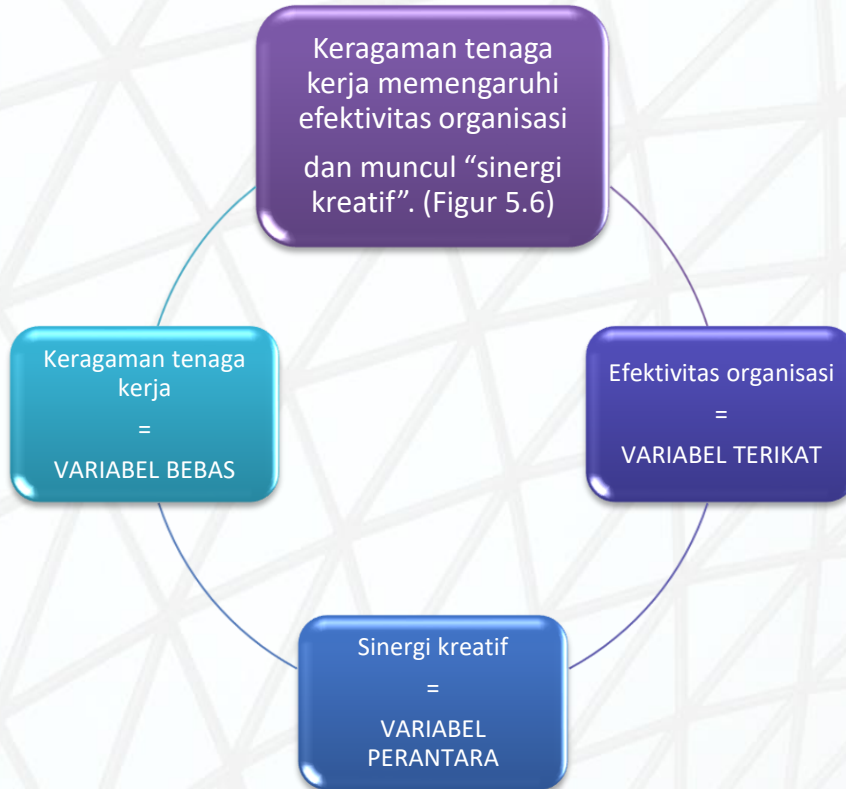 Keragaman tenaga
kerja memengaruhi
efektivitas organisasi
dan muncul “sinergi
kreatif”. (Figur 5.6)
Keragaman tenaga
kerja
=
VARIABEL BEBAS
Efektivitas organisasi
=
VARIABEL TERIKAT
Sinergi kreatif
=
VARIABEL
PERANTARA